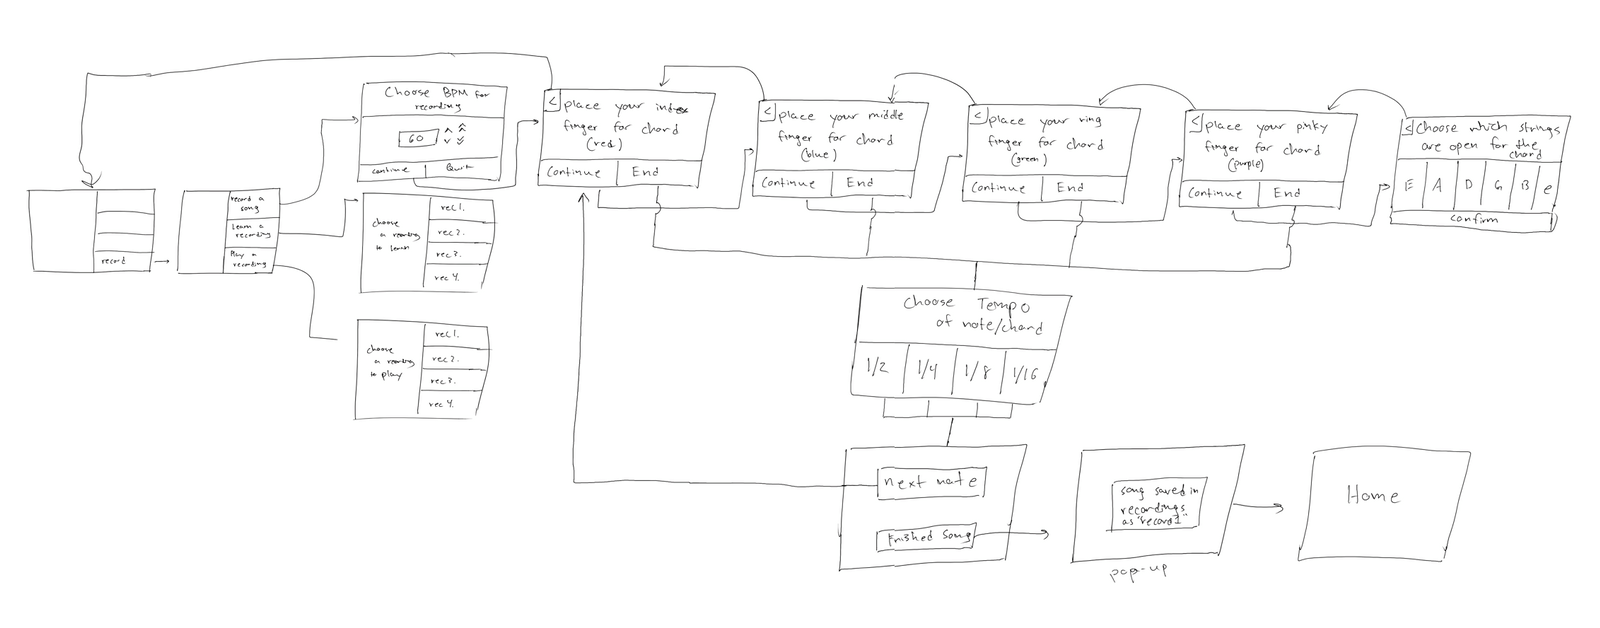 record
record a
song
Learn a
recording
Play a
recording
Choose BPM for
recording
60
continue
Quit
choose
a recording
to learn
rec 1.
rec 2.
rec 3.
rec 4.
choose
a recording
to play
rec 1.
rec 2.
rec 3.
rec 4.
< place your index
finger for chord
(red)
Continue
End
< place your middle
finger for chord
(blue)
Continue
End
< place your ring
finger for chord
(green)
Continue
End
< place your pinky
finger for chord
(purple)
Continue
End
< Choose which strings
are open for the
chord
E A D G B e
confirm
Choose Tempo
of note/chord
1/2 1/4 1/8 1/16
next note
Finished song
song saved in
recordings
as "record1"
pop-up
Home